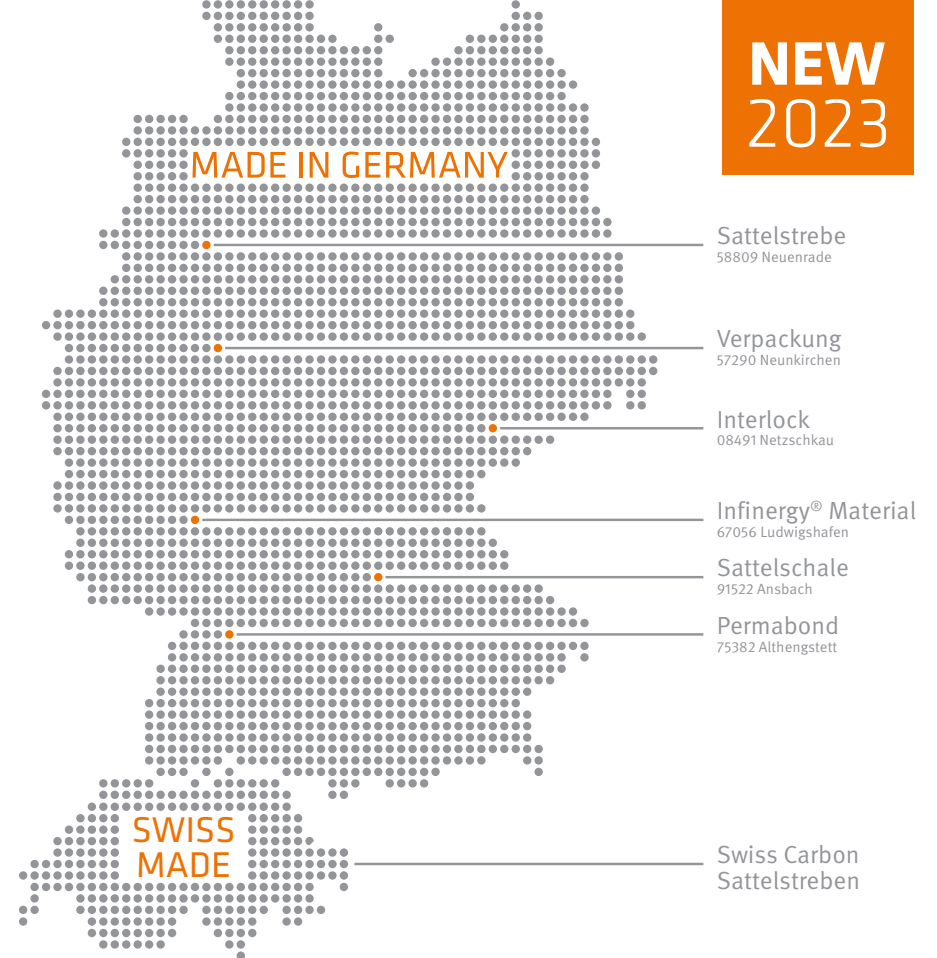 NEW
2023
MADE IN GERMANY
Sattelstrebe
58809 Neuenrade
Verpackung
57290 Neunkirchen
Interlock
08491 Netzschkau
Infinergy® Material
67056 Ludwigshafen
Sattelschale
91522 Ansbach
Permabond
75382 Althengstett
SWISS
MADE
Swiss Carbon
Sattelstreben